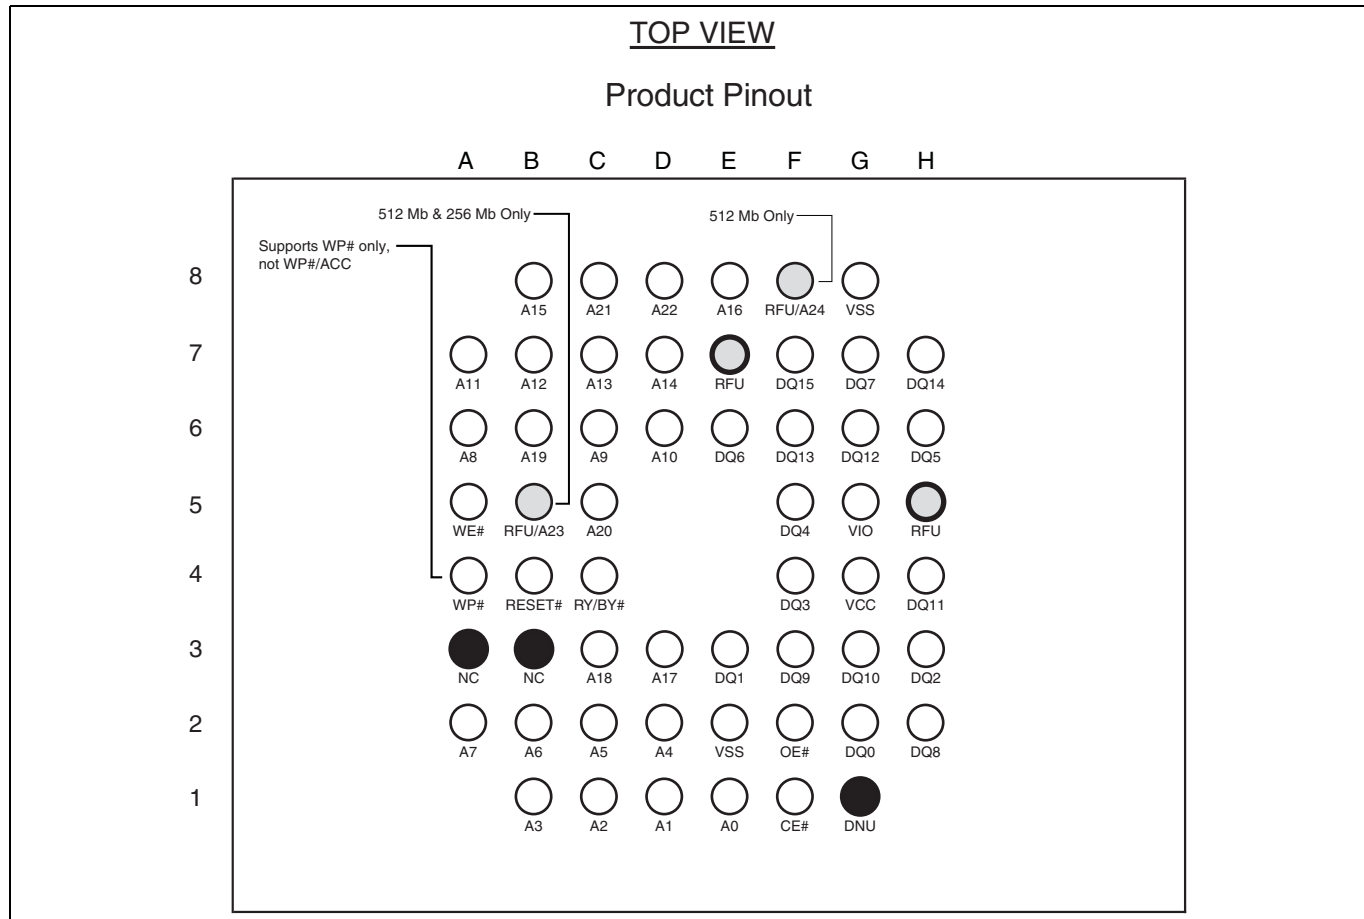 TOP VIEW
Product Pinout
A B C D E F G H
512 Mb & 256 Mb Only
512 Mb Only
Supports WP# only,
not WP#/ACC
8
A15 A21 A22 A16 RFU/A24 VSS
7
A11 A12 A13 A14 RFU DQ15 DQ7 DQ14
6
A8 A19 A9 A10 DQ6 DQ13 DQ12 DQ5
5
WE# RFU/A23 A20 DQ4 VIO RFU
4
WP# RESET# RY/BY# DQ3 VCC DQ11
3
NC NC A18 A17 DQ1 DQ9 DQ10 DQ2
2
A7 A6 A5 A4 VSS OE# DQ0 DQ8
1
A3 A2 A1 A0 CE# DNU